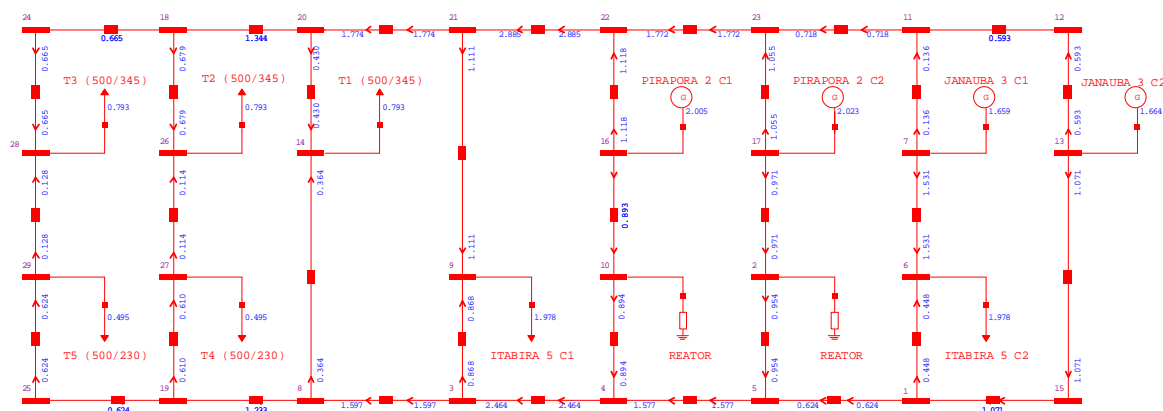 24 18 20 21 22 23 11 12
0.665 1.344 1.774 1.774 2.885 2.885 1.772 1.772 0.718 0.718 0.593
0.665 0.679 0.430 1.111 1.118 1.055 0.136 0.593
T3 (500/345) T2 (500/345) T1 (500/345) PIRAPORA 2 C1 PIRAPORA 2 C2 JANAUBA 3 C1 JANAUBA 3 C2
G G G G
0.793 0.793 0.793 2.005 2.023 1.659 1.664
0.665 0.679 0.430 1.118 1.055 0.136 0.593
28 26 14 16 17 7 13
0.128 0.114 0.364 0.893 0.971 1.531 1.071
0.128 0.114 1.111 0.971 1.531
29 27 9 10 2 6
0.624 0.610 0.868 0.894 0.954 0.448
0.495 0.495 1.978 1.978
T5 (500/230) T4 (500/230) ITABIRA 5 C1 REATOR REATOR ITABIRA 5 C2
0.624 0.610 0.364 0.868 0.894 0.954 0.448 1.071
25 19 8 3 4 5 1 15
0.624 1.233 1.597 1.597 2.464 2.464 1.577 1.577 0.624 0.624 1.071